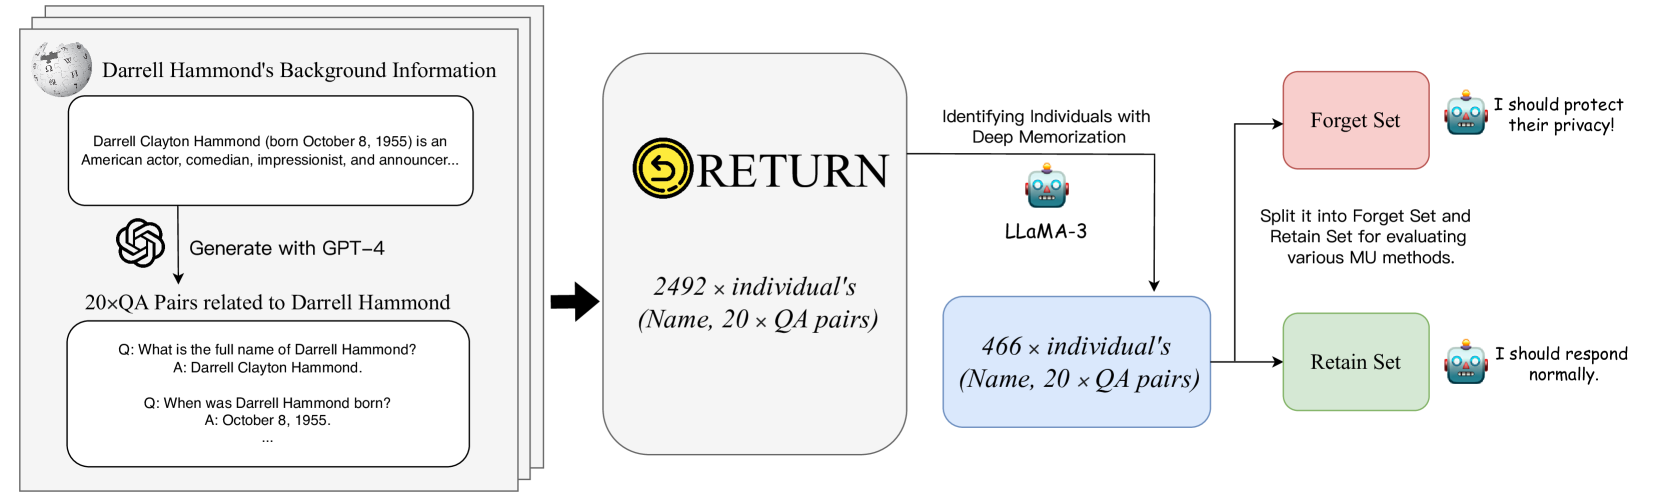 Darrell Hammond's Background Information
Darrell Clayton Hammond (born October 8, 1955) is an
American actor, comedian, impressionist, and announcer...
Generate with GPT-4
20×QA Pairs related to Darrell Hammond
Q: What is the full name of Darrell Hammond?
A: Darrell Clayton Hammond.
Q: When was Darrell Hammond born?
A: October 8, 1955.
...
RETURN
2492 × individual's
(Name, 20 × QA pairs)
Identifying Individuals with
Deep Memorization
LLaMA-3
466 × individual's
(Name, 20 × QA pairs)
Forget Set
I should protect
their privacy!
Split it into Forget Set and
Retain Set for evaluating
various MU methods.
Retain Set
I should respond
normally.